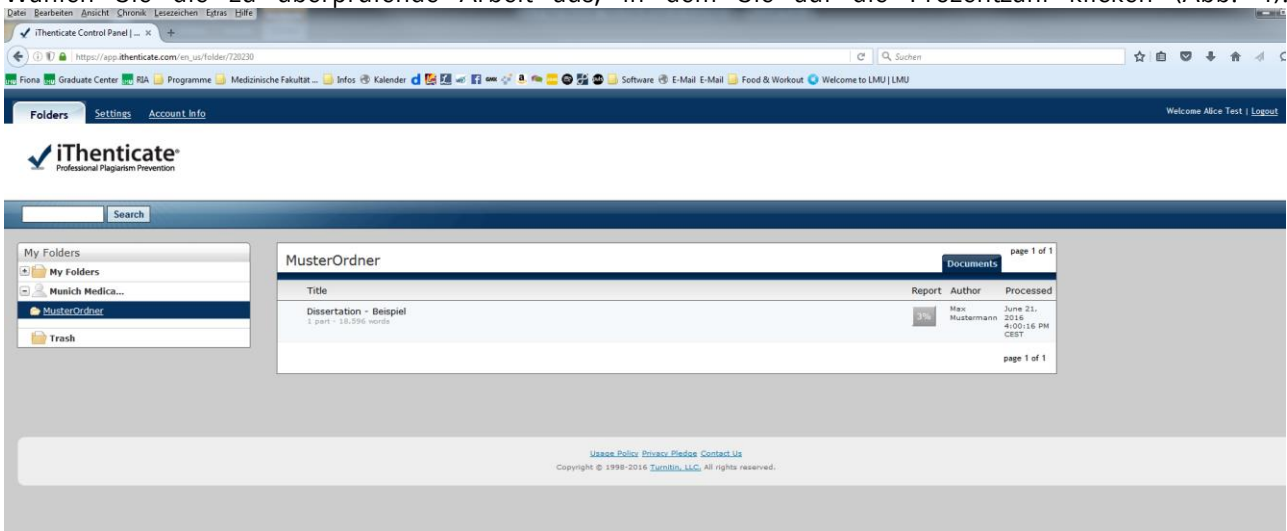 Wählen Sie die zu überprüfende Arbeit aus, in dem Sie auf die Prozentzahl klicken (Abb. 4).
Datei Bearbeiten Ansicht Chronik Lesezeichen Extras Hilfe
iThenticate Control Panel | ... × +
https://app.ithenticate.com/en_us/folder/720230
Suchen
Fiona Graduate Center RIA Programme Medizinische Fakultät ... Infos Kalender Software E-Mail E-Mail Food & Workout Welcome to LMU | LMU
Folders Settings Account Info
Welcome Alice Test | Logout
iThenticate
Professional Plagiarism Prevention
Search
My Folders
My Folders
Munich Medica...
MusterOrdner
Trash
MusterOrdner
page 1 of 1
Documents
Title Report Author Processed
Dissertation - Beispiel
1 part - 18,596 words
3%
Max
Mustermann
June 21,
2016
4:00:16 PM
CEST
page 1 of 1
Usage Policy Privacy Pledge Contact Us
Copyright © 1998-2016 Turnitin, LLC. All rights reserved.